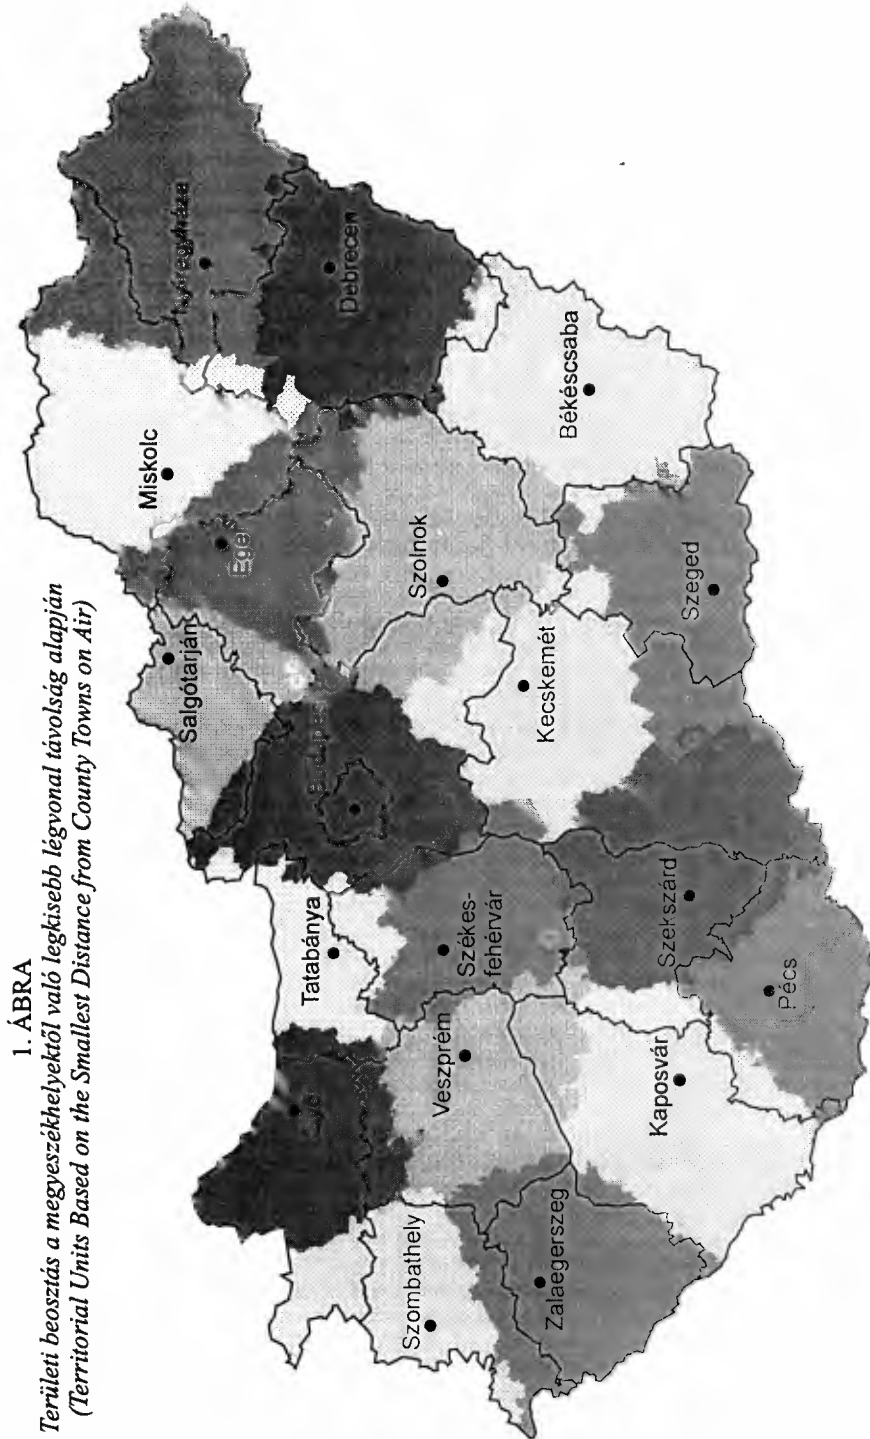 1. ÁBRA
Területi beosztás a megyeszékhelyektől való legkisebb légvonal távolság alapján
(Territorial Units Based on the Smallest Distance from County Towns on Air)
Szombathely
Zalaegerszeg
Veszprém
Kaposvár
Tatabánya
Székes-
fehérvár
Szekszárd
Pécs
Budapest
Salgótarján
Kecskemét
Eger
Szolnok
Szeged
Miskolc
Békéscsaba
Nyíregyháza
Debrecen